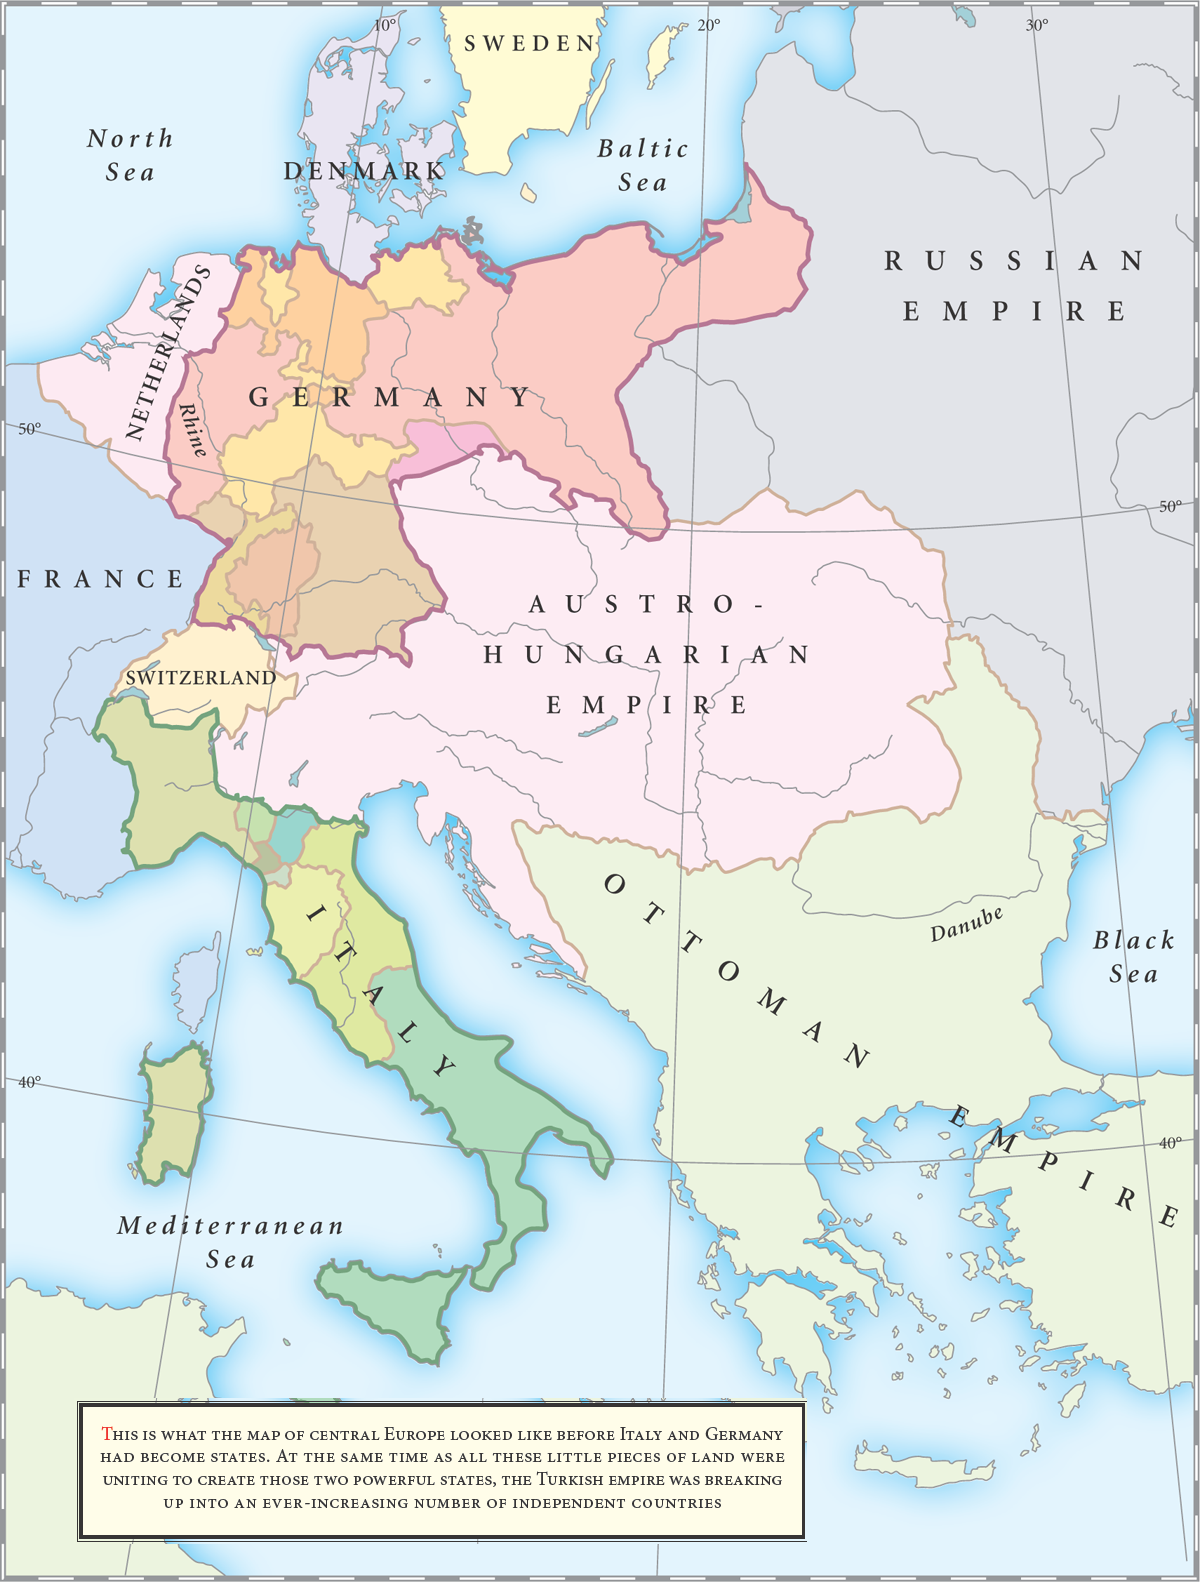 10°
20°
30°
SWEDEN
North
Sea
Baltic
Sea
DENMARK
RUSSIAN
EMPIRE
NETHERLANDS
GERMANY
Rhine
50°
50°
FRANCE
AUSTRO-
HUNGARIAN
EMPIRE
SWITZERLAND
OTTOMAN EMPIRE
Danube
Black
Sea
ITALY
40°
40°
Mediterranean
Sea
This is what the map of central Europe looked like before Italy and Germany
had become states. At the same time as all these little pieces of land were
uniting to create those two powerful states, the Turkish empire was breaking
up into an ever-increasing number of independent countries